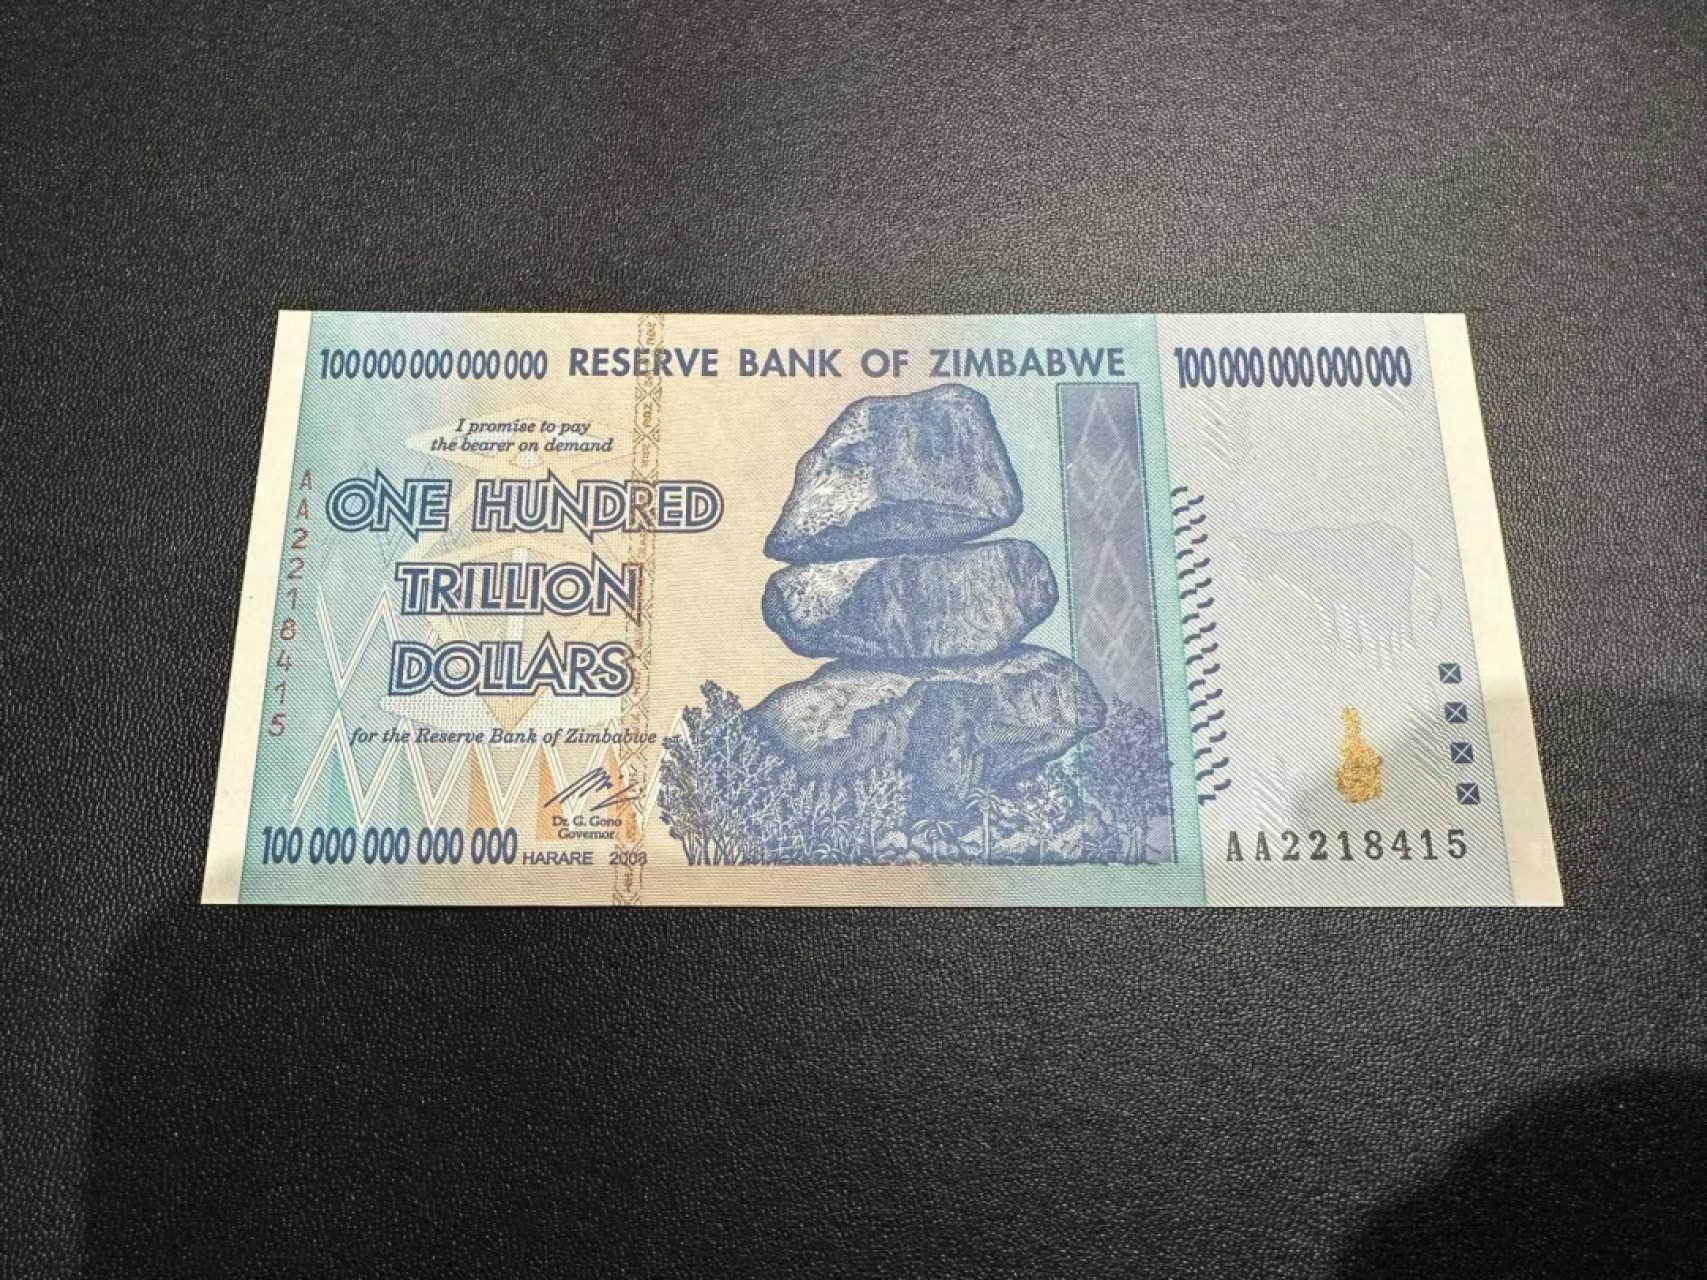 100 000 000 000 000 RESERVE BANK OF ZIMBABWE 100 000 000 000 000
I promise to pay
the bearer on demand
ONE HUNDRED
TRILLION
DOLLARS
for the Reserve Bank of Zimbabwe
Dr. G. Gono
Governor
100 000 000 000 000 HARARE 2008
AA2218415
AA2218415